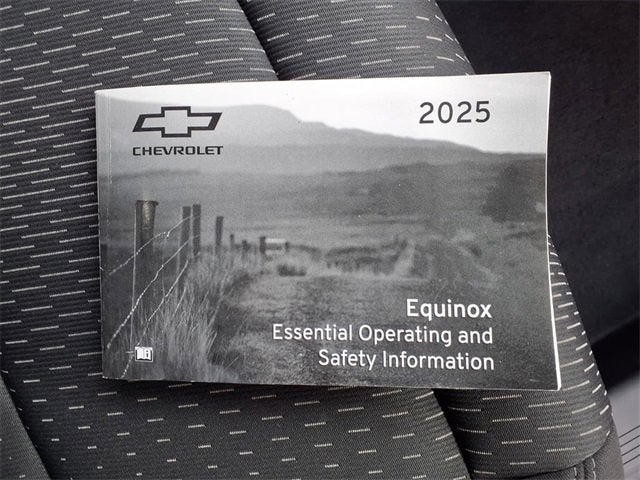 2025
CHEVROLET
Equinox
Essential Operating and
Safety Information